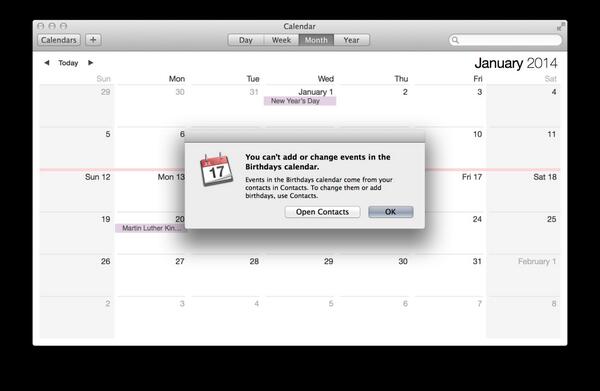 Calendar
Calendars + Day Week Month Year
Today
January 2014
Sun Mon Tue Wed Thu Fri Sat
29 30 31 January 1 2 3 4
New Year's Day
5 6 10 11
You can't add or change events in the
Birthdays calendar.
17
Events in the Birthdays calendar come from your
contacts in Contacts. To change them or add
birthdays, use Contacts.
Open Contacts OK
Sun 12 Mon 13 Fri 17 Sat 18
19 20 24 25
Martin Luther Kin...
26 27 28 29 30 31 February 1
2 3 4 5 6 7 8